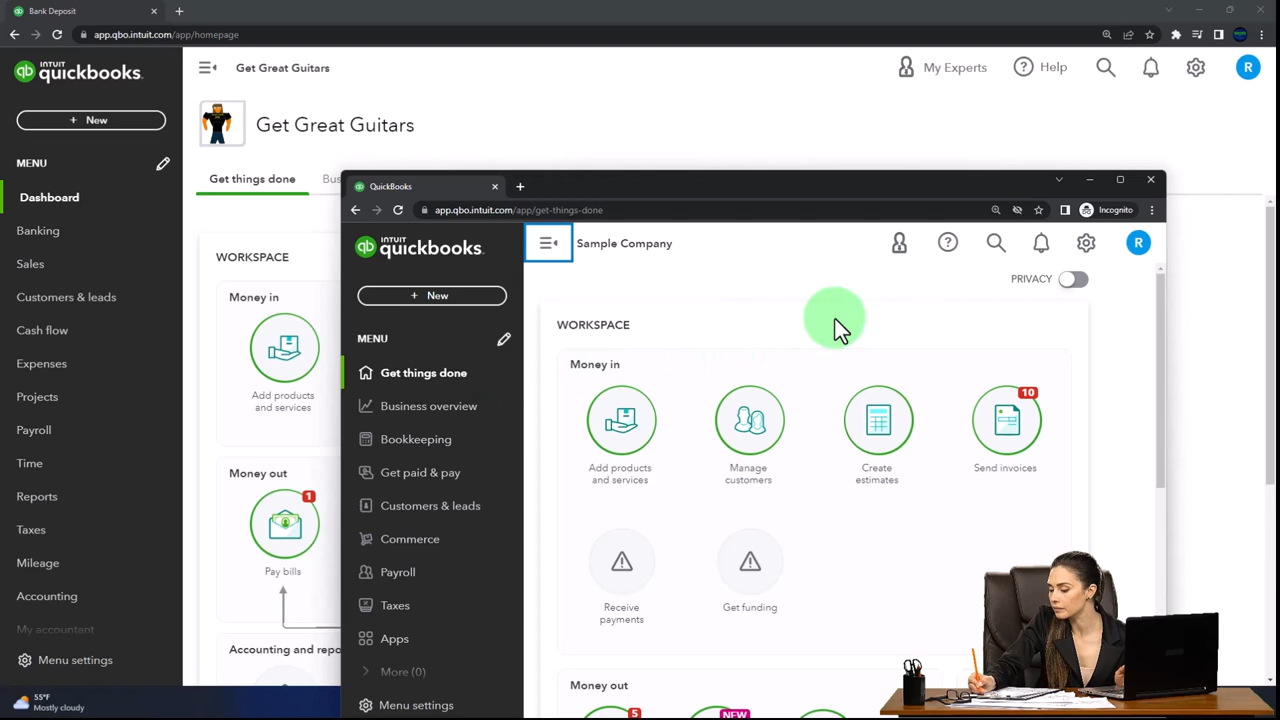 Bank Deposit
app.qbo.intuit.com/app/homepage
INTUIT
quickbooks.
Get Great Guitars
My Experts
Help
R
+ New
Get Great Guitars
MENU
Get things done
Bus
Dashboard
Banking
Sales
Customers & leads
Cash flow
Expenses
Projects
Payroll
Time
Reports
Taxes
Mileage
Accounting
My accountant
Menu settings
WORKSPACE
Money in
Add products
and services
Money out
1
Pay bills
Accounting and repo
55°F
Mostly cloudy
QuickBooks
app.qbo.intuit.com/app/get-things-done
Incognito
INTUIT
quickbooks.
Sample Company
R
+ New
PRIVACY
MENU
Get things done
Business overview
Bookkeeping
Get paid & pay
Customers & leads
Commerce
Payroll
Taxes
Apps
More (0)
Menu settings
WORKSPACE
Money in
10
Add products
and services
Manage
customers
Create
estimates
Send invoices
Receive
payments
Get funding
Money out
5
NEW